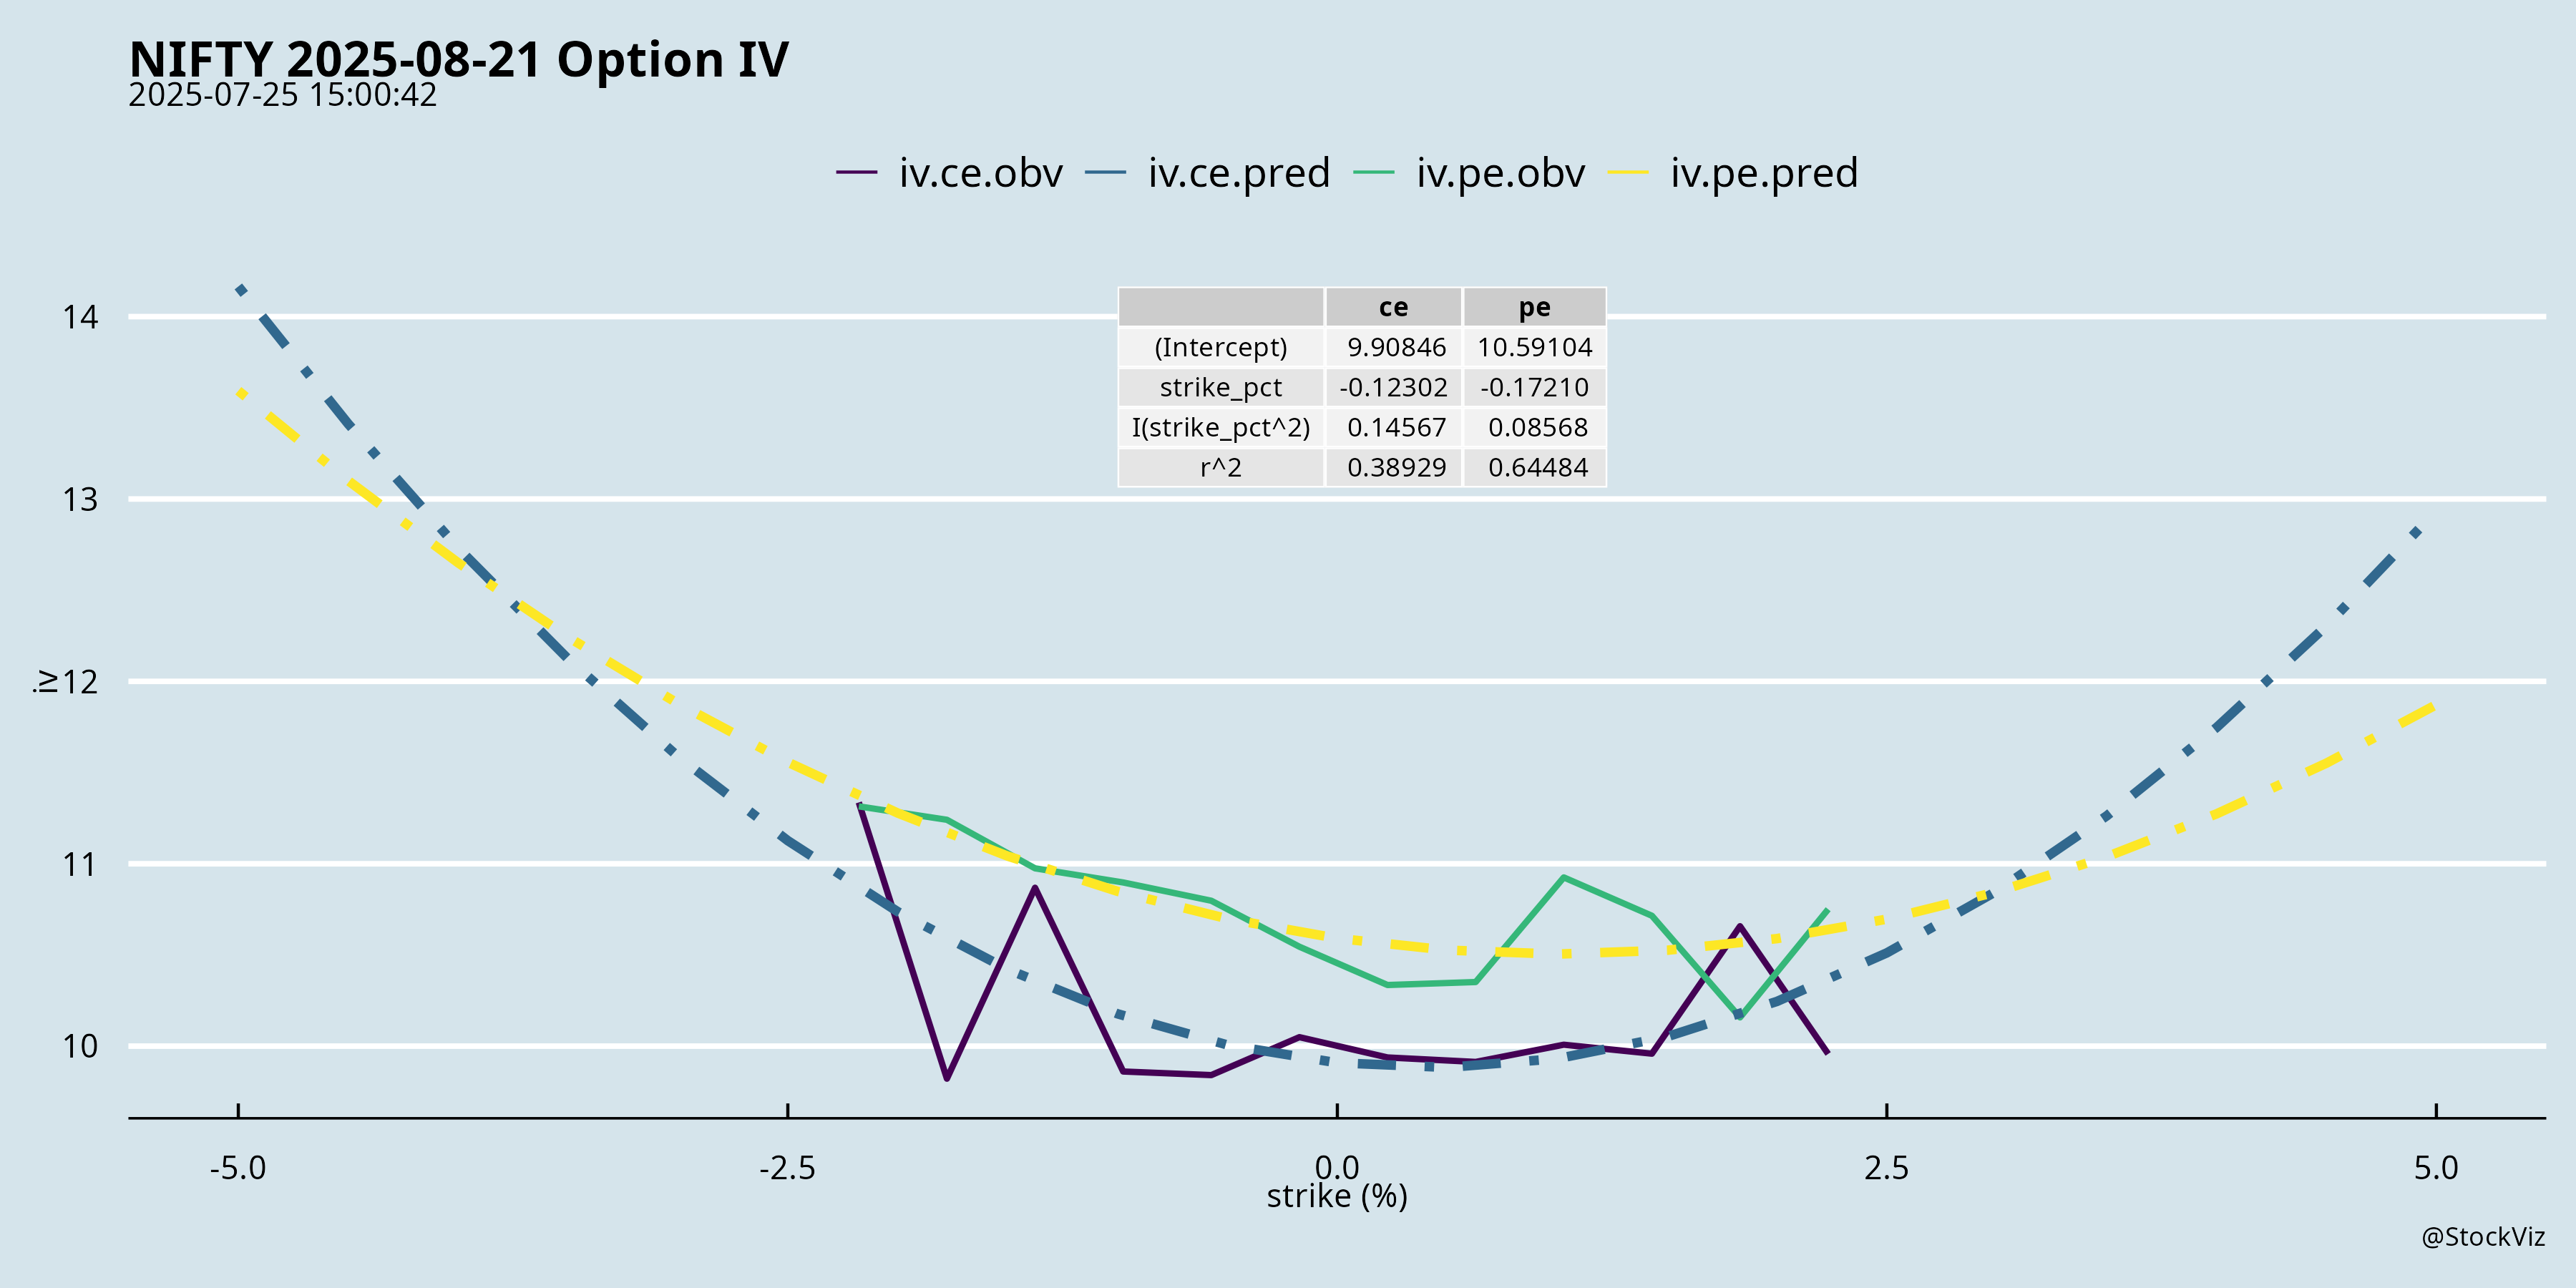 NIFTY 2025-08-21 Option IV
2025-07-25 15:00:42
iv.ce.obv iv.ce.pred iv.pe.obv iv.pe.pred
ce pe
(Intercept) 9.90846 10.59104
strike_pct -0.12302 -0.17210
I(strike_pct^2) 0.14567 0.08568
r^2 0.38929 0.64484
14
13
12
11
10
iv
-5.0 -2.5 0.0 2.5 5.0
strike (%)
@StockViz